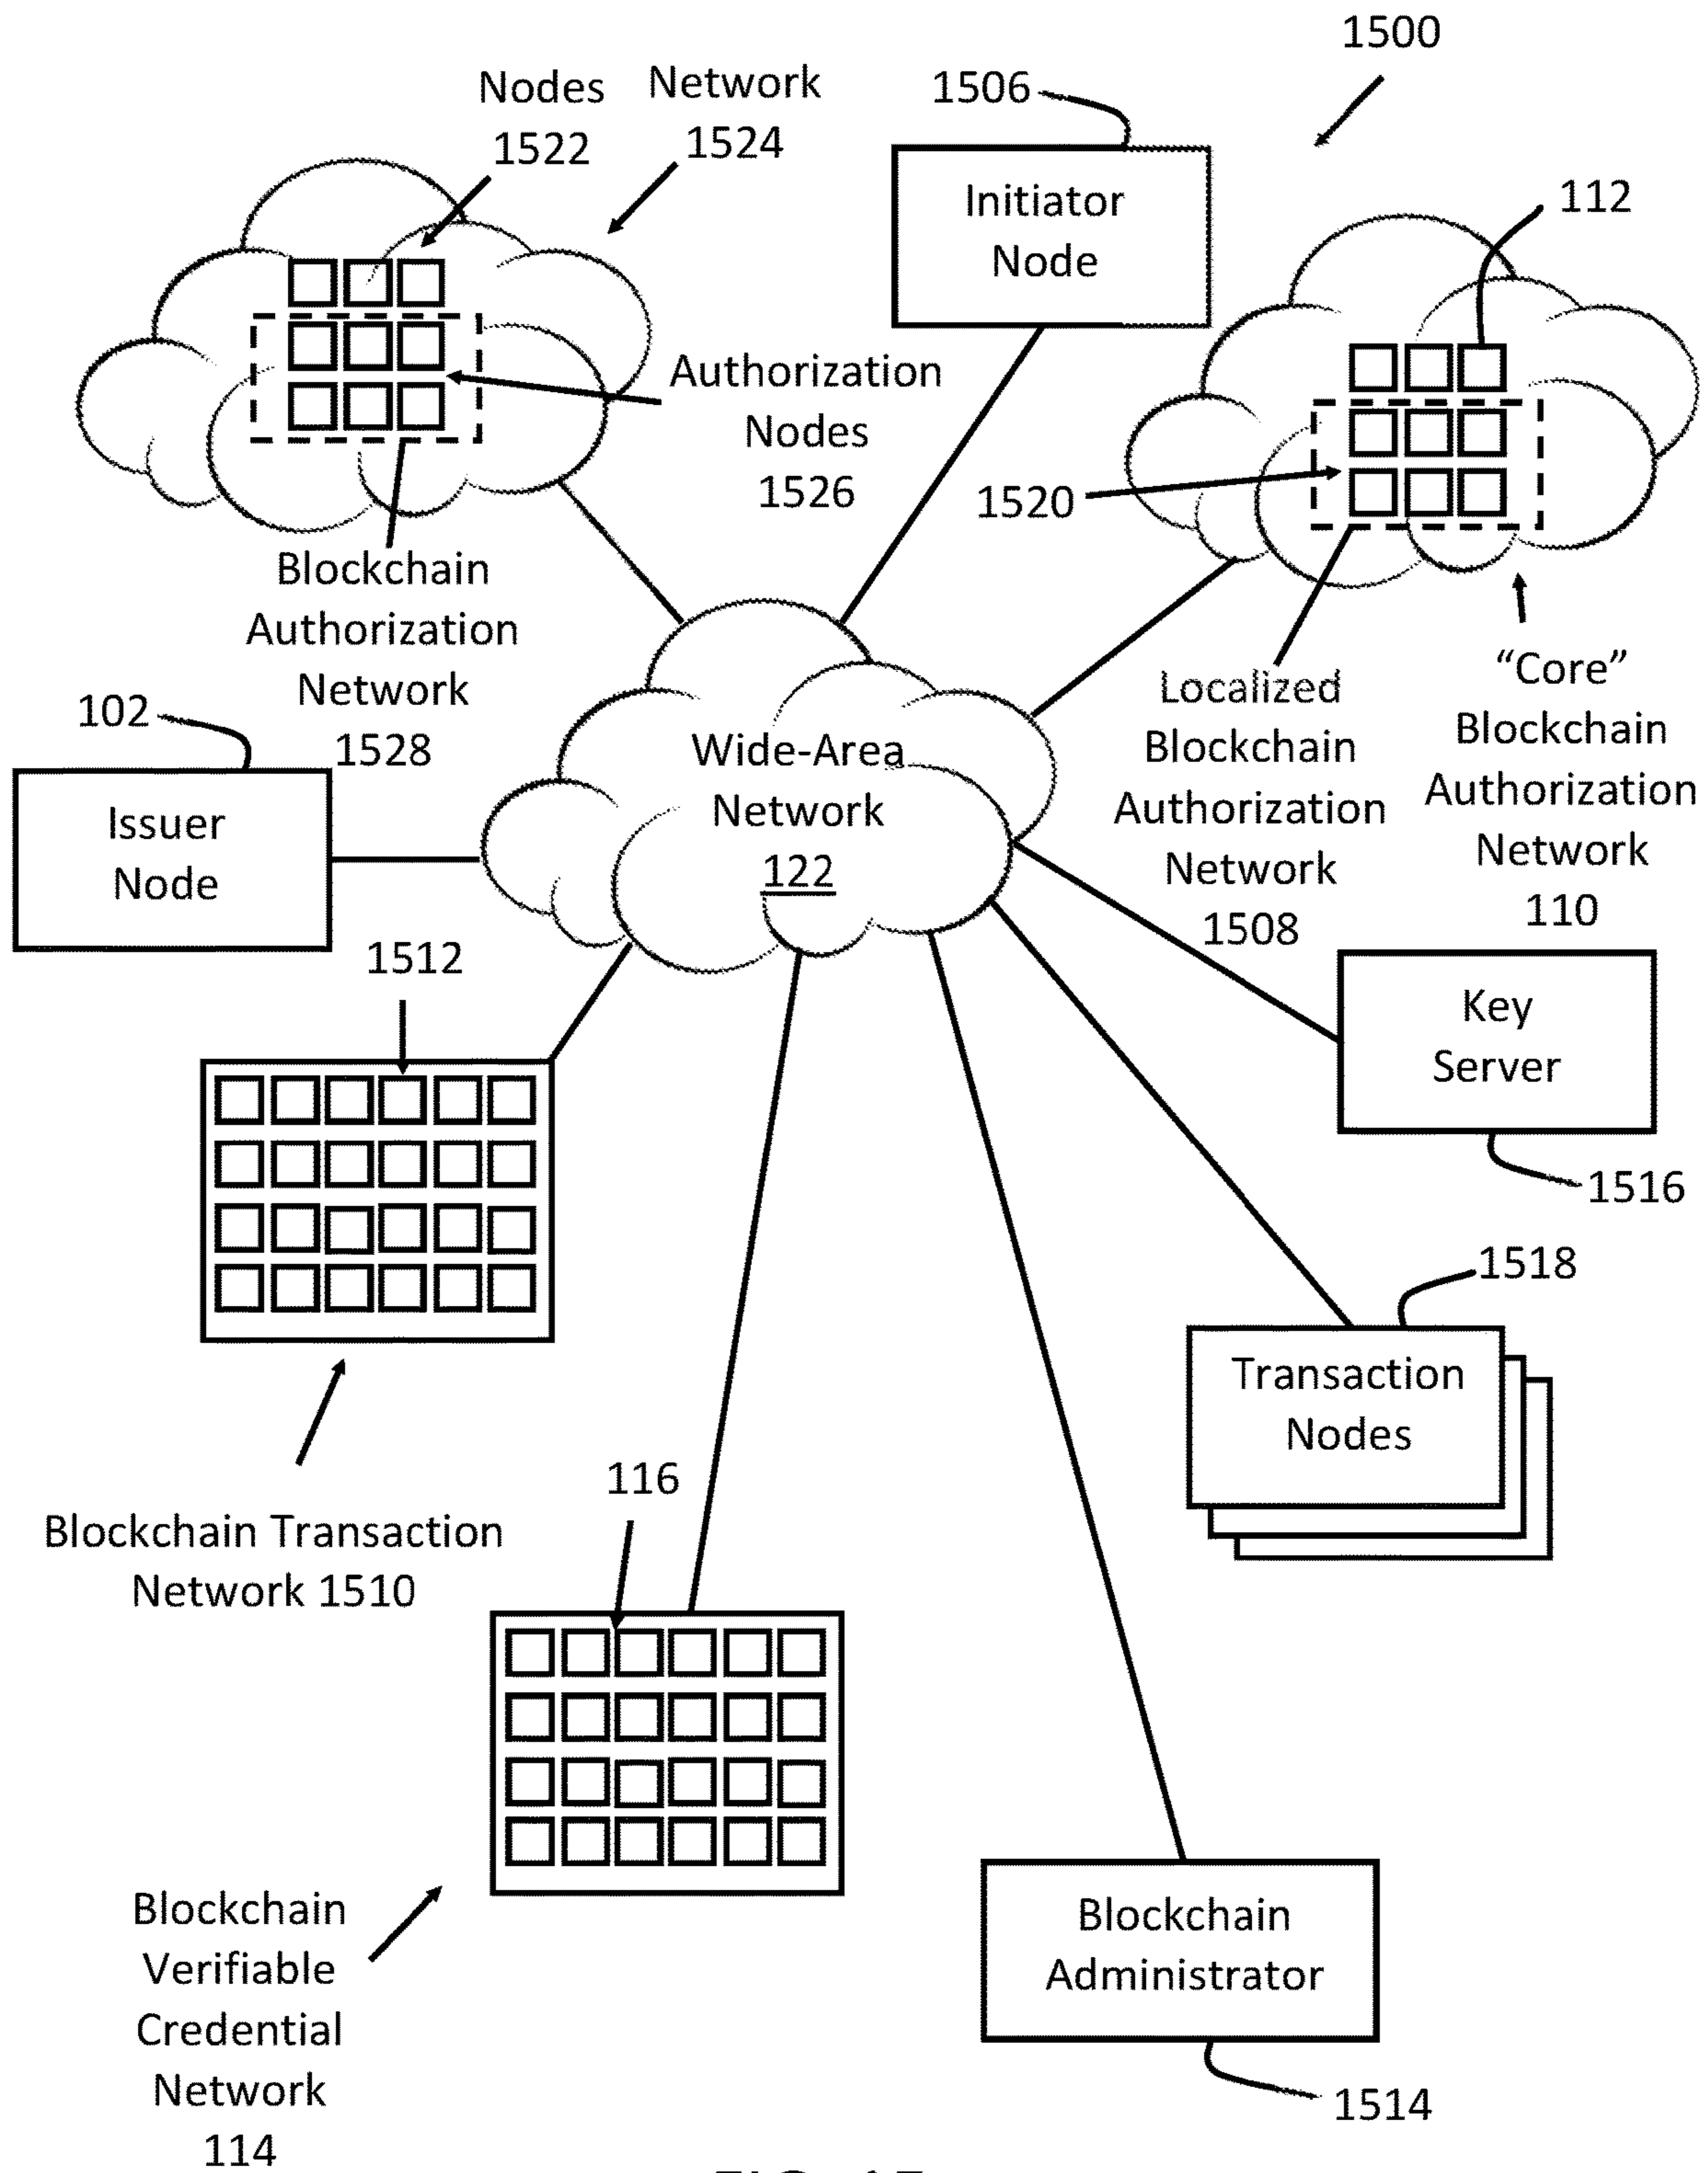 1500
Nodes
1522
Network
1524
1506
Initiator
Node
112
Authorization
Nodes
1526
1520
Blockchain
Authorization
Network
1528
Localized
Blockchain
Authorization
Network
1508
“Core”
Blockchain
Authorization
Network
110
102
Issuer
Node
Wide-Area
Network
122
1512
Key
Server
1516
1518
Transaction
Nodes
Blockchain Transaction
Network 1510
116
Blockchain
Verifiable
Credential
Network
114
Blockchain
Administrator
1514